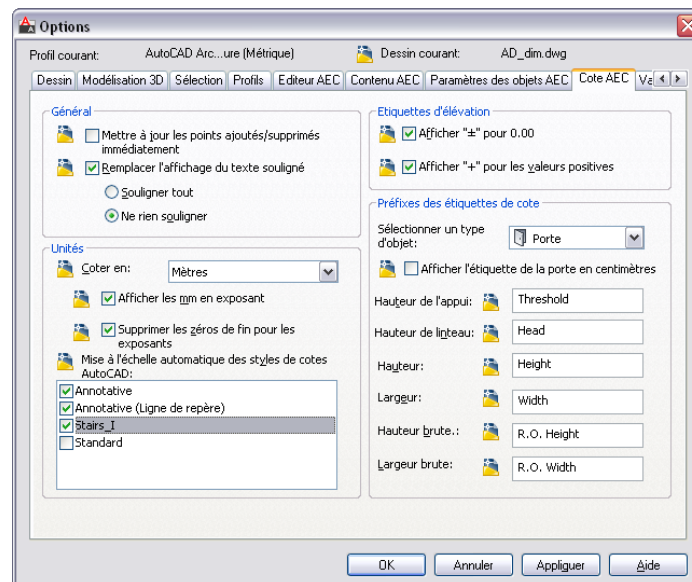 Options
Profil courant: AutoCAD Arc...ure (Métrique) Dessin courant: AD_dim.dwg
Dessin Modélisation 3D Sélection Profils Editeur AEC Contenu AEC Paramètres des objets AEC Cote AEC Va
Général
Mettre à jour les points ajoutés/supprimés
immédiatement
Remplacer l'affichage du texte souligné
Souligner tout
Ne rien souligner
Unités
Coter en: Mètres
Afficher les mm en exposant
Supprimer les zéros de fin pour les
exposants
Mise à l'échelle automatique des styles de cotes
AutoCAD:
Annotative
Annotative (Ligne de repère)
Stairs_I
Standard
Etiquettes d'élévation
Afficher "±" pour 0.00
Afficher "+" pour les valeurs positives
Préfixes des étiquettes de cote
Sélectionner un type
d'objet: Porte
Afficher l'étiquette de la porte en centimètres
Hauteur de l'appui: Threshold
Hauteur de linteau: Head
Hauteur: Height
Largeur: Width
Hauteur brute.: R.O. Height
Largeur brute: R.O. Width
OK Annuler Appliguer Aide